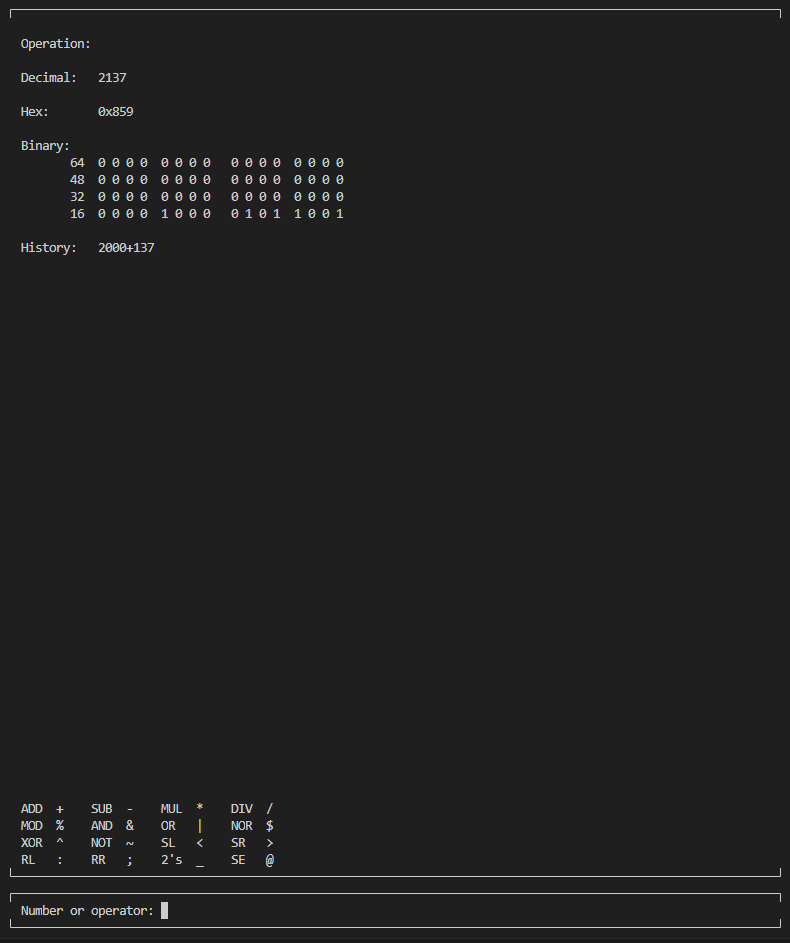 Operation:
Decimal:   2137
Hex:       0x859
Binary:
       64  0 0 0 0  0 0 0 0   0 0 0 0  0 0 0 0
       48  0 0 0 0  0 0 0 0   0 0 0 0  0 0 0 0
       32  0 0 0 0  0 0 0 0   0 0 0 0  0 0 0 0
       16  0 0 0 0  1 0 0 0   0 1 0 1  1 0 0 1
History:   2000+137
ADD  +    SUB  -    MUL  *    DIV  /
MOD  %    AND  &    OR   |    NOR  $
XOR  ^    NOT  ~    SL   <    SR   >
RL   :    RR   ;    2's  _    SE   @
Number or operator: